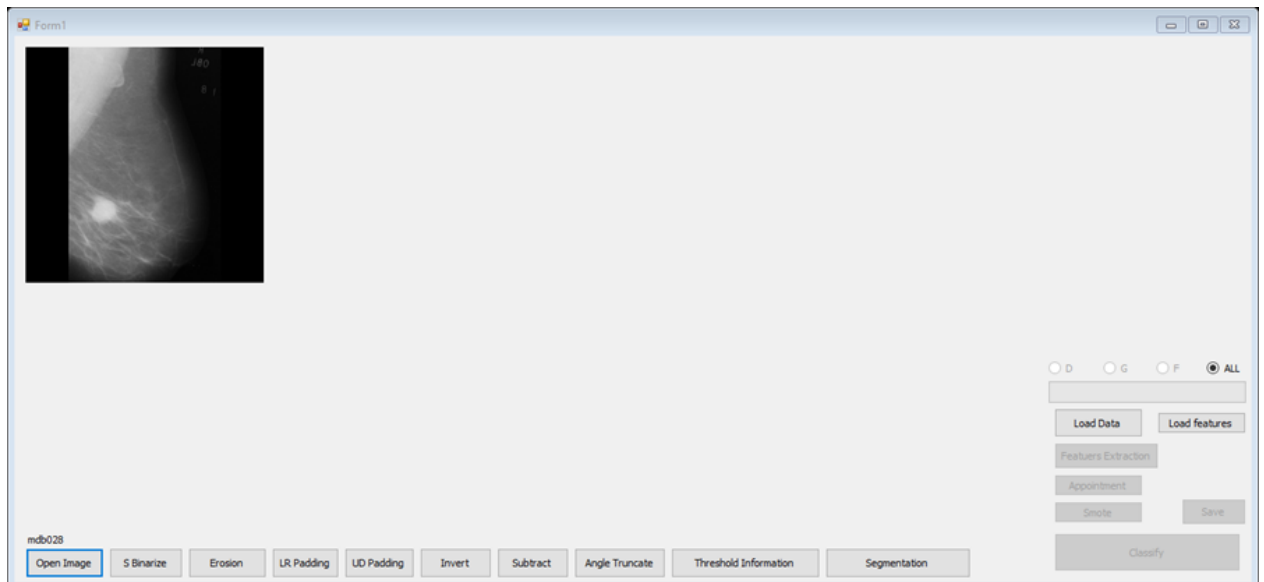 Form1
D G F ALL
Load Data Load features
Featuers Extraction
Appointment
Smote Save
mdb028
Open Image S Binarize Erosion LR Padding UD Padding Invert Subtract Angle Truncate Threshold Information Segmentation
Classify